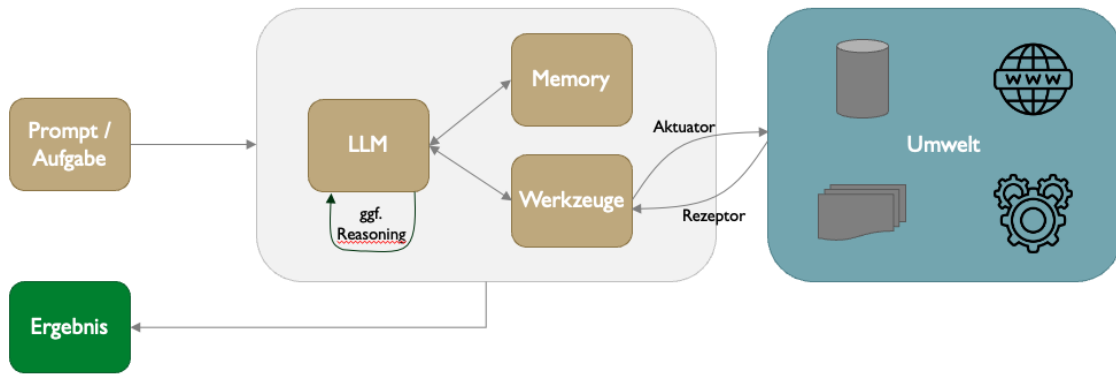 Prompt /
Aufgabe
LLM
ggf.
Reasoning
Memory
Werkzeuge
Aktuator
Rezeptor
Umwelt
WWW
Ergebnis